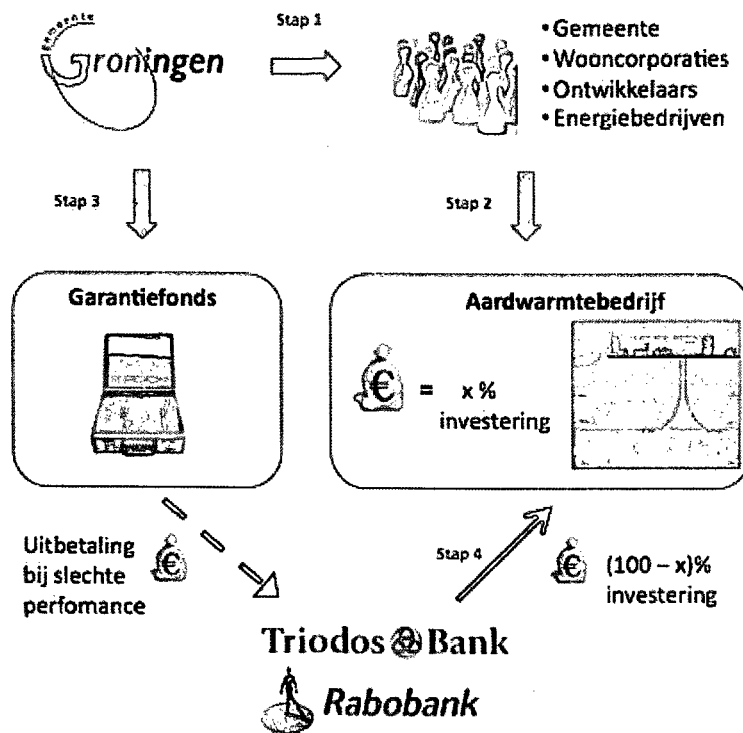 gemeente
Groningen
Stap 1
• Gemeente
• Wooncorporaties
• Ontwikkelaars
• Energiebedrijven
Stap 3
Stap 2
Garantiefonds
Aardwarmtebedrijf
€ = x %
investering
Uitbetaling
bij slechte
perfomance
€
Stap 4
€ (100 – x)%
investering
Triodos Bank
Rabobank